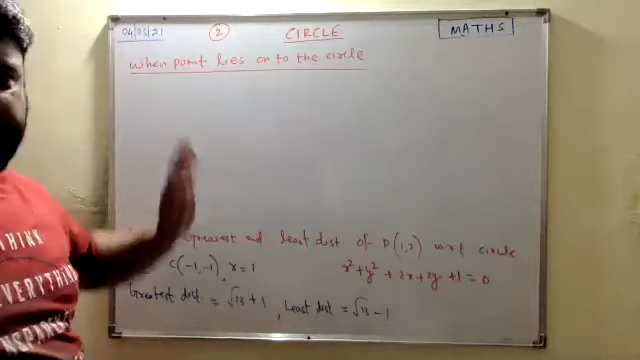 04/03/21
2
CIRCLE
MATHS
when point lies on to the circle
greatest and least dist of P(1,2) w.r.t circle
C(-1,-1), r=1
x²+y²+2x+2y+1=0
Greatest dist. = √13+1, Least dist = √13-1
THINK
EVERYTHING